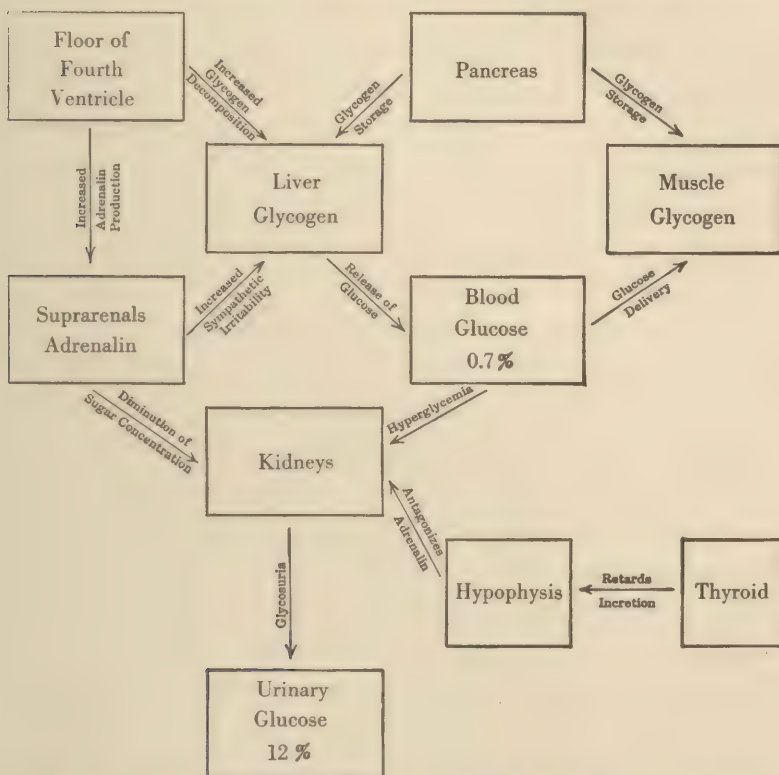 Floor of
Fourth
Ventricle
Increased
Glycogen
Decomposition
Pancreas
Glycogen
Storage
Glycogen
Storage
Increased
Adrenalin
Production
Liver
Glycogen
Muscle
Glycogen
Suprarenals
Adrenalin
Increased
Sympathetic
Irritability
Release of
Glucose
Blood
Glucose
0.7%
Glucose
Delivery
Diminution of
Sugar Concentration
Hyperglycemia
Kidneys
Antagonizes
Adrenalin
Hypophysis
Retards
Incretion
Thyroid
Glycosuria
Urinary
Glucose
12%